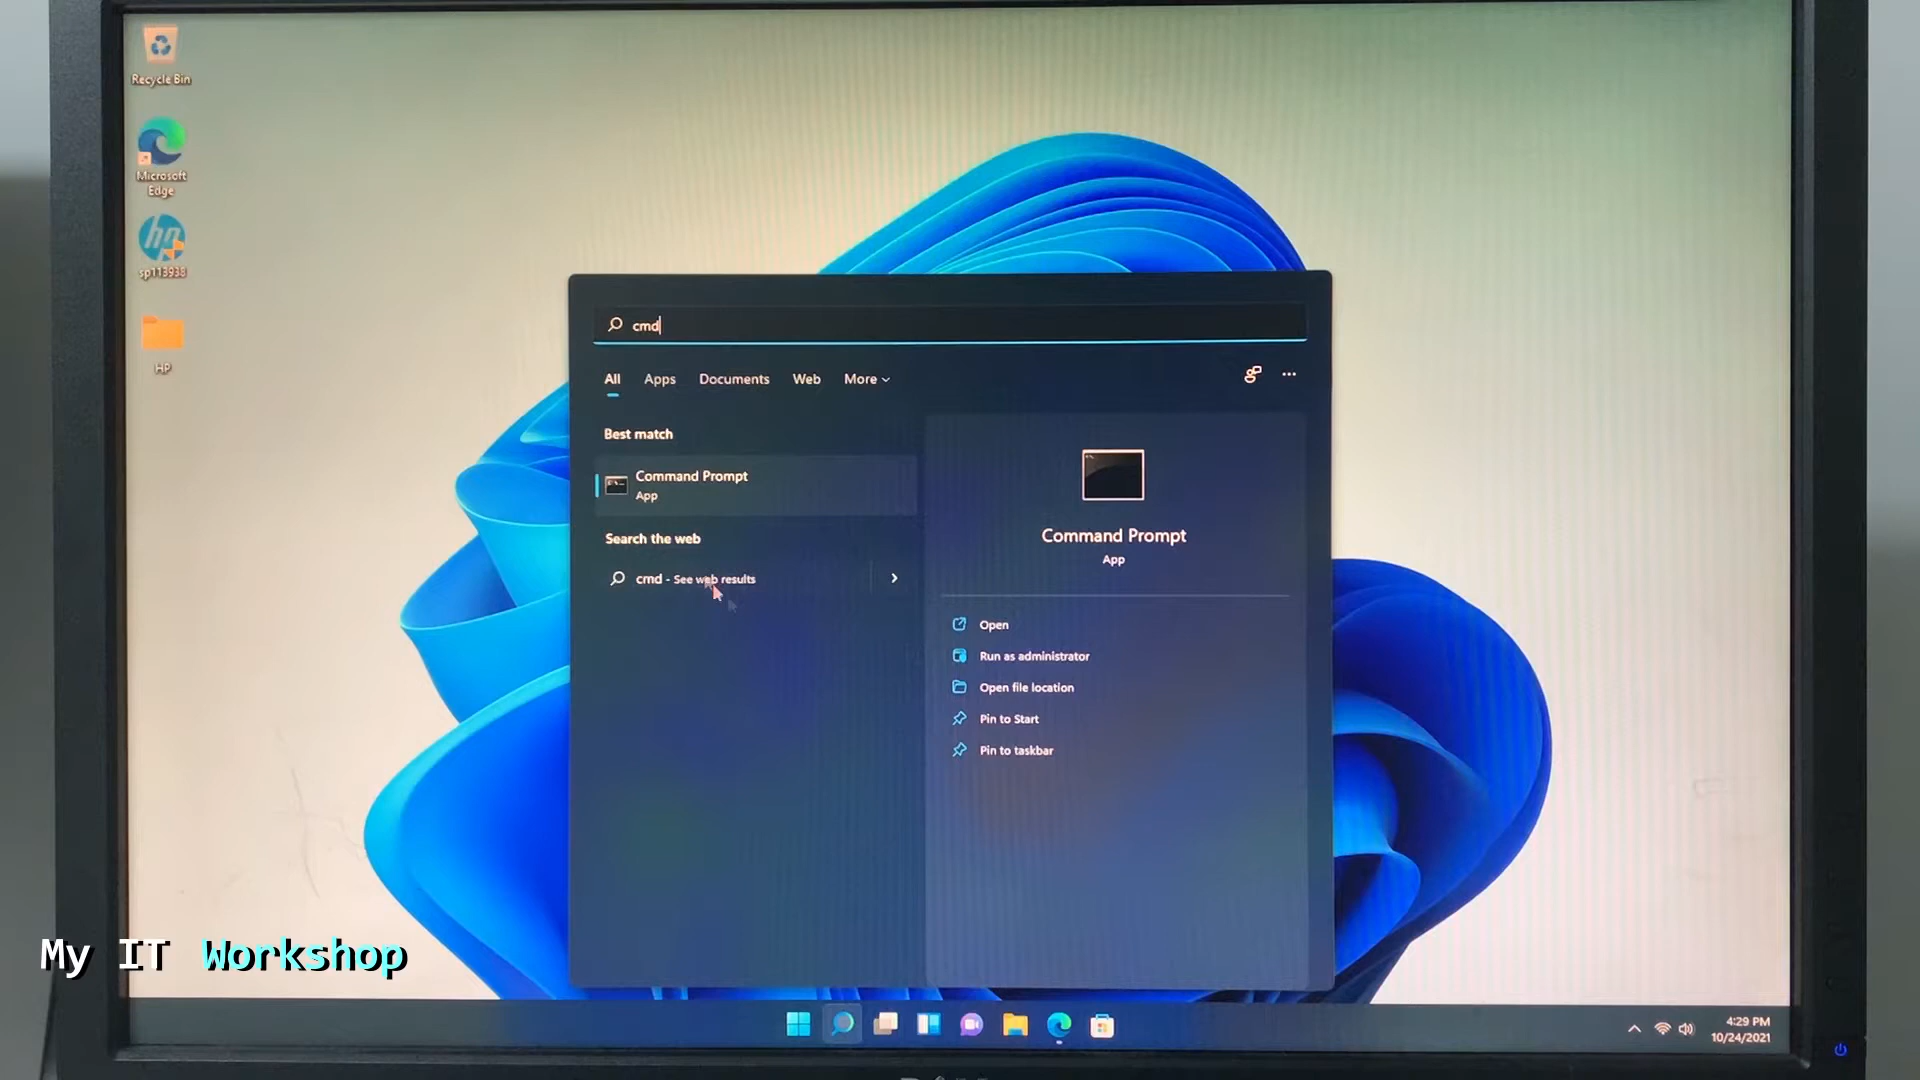 Recycle Bin
Microsoft
Edge
hp
sp113938
HP
cmd
All Apps Documents Web More
Best match
Command Prompt
App
Search the web
cmd - See web results
Command Prompt
App
Open
Run as administrator
Open file location
Pin to Start
Pin to taskbar
My IT Workshop
4:29 PM
10/24/2021